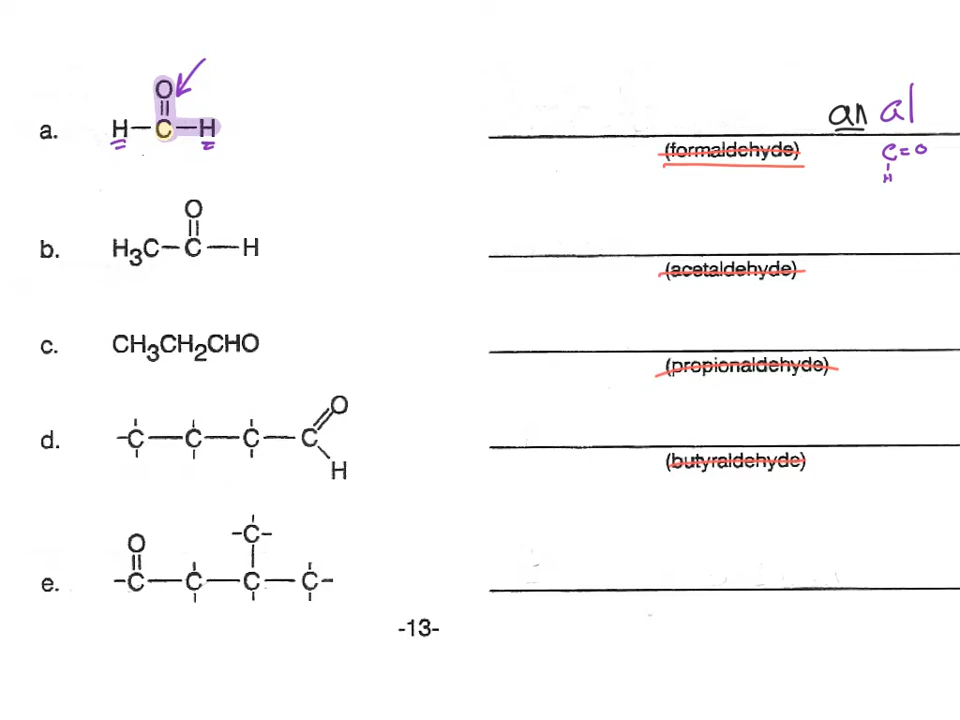 an al
a. H—C—H
O
(formaldehyde)
C=O
H
O
b. H₃C—C—H
(acetaldehyde)
c. CH₃CH₂CHO
(propionaldehyde)
O
d. -C—C—C—C
H
(butyraldehyde)
-C-
O
e. -C—C—C—C-
-13-